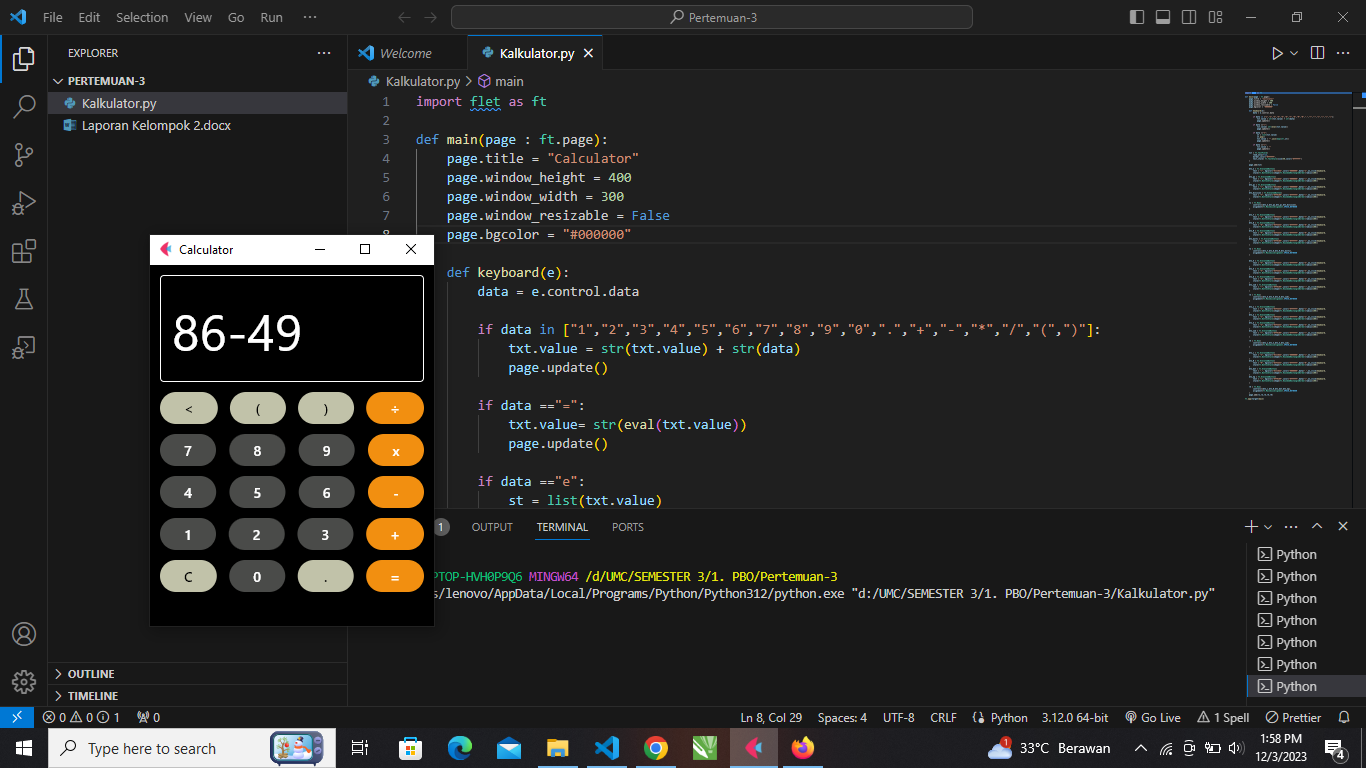 File Edit Selection View Go Run ··· Pertemuan-3
EXPLORER ···
PERTEMUAN-3
Kalkulator.py
Laporan Kelompok 2.docx
OUTLINE
TIMELINE
Welcome Kalkulator.py
Kalkulator.py > main
1 import flet as ft
2
3 def main(page : ft.page):
4 page.title = "Calculator"
5 page.window_height = 400
6 page.window_width = 300
7 page.window_resizable = False
8 page.bgcolor = "#000000"
def keyboard(e):
data = e.control.data
if data in ["1","2","3","4","5","6","7","8","9","0",".","+","-","*","/","(",")"]:
txt.value = str(txt.value) + str(data)
page.update()
if data =="=":
txt.value= str(eval(txt.value))
page.update()
if data =="e":
st = list(txt.value)
Calculator
86-49
< ( ) ÷
7 8 9 x
4 5 6 -
1 2 3 +
C 0 . =
1 OUTPUT TERMINAL PORTS
PTOP-HVH0P9Q6 MINGW64 /d/UMC/SEMESTER 3/1. PBO/Pertemuan-3
s/lenovo/AppData/Local/Programs/Python/Python312/python.exe "d:/UMC/SEMESTER 3/1. PBO/Pertemuan-3/Kalkulator.py"
Python
Python
Python
Python
Python
Python
Python
0 0 1 0 Ln 8, Col 29 Spaces: 4 UTF-8 CRLF Python 3.12.0 64-bit Go Live 1 Spell Prettier
Type here to search 33°C Berawan 1:58 PM
12/3/2023 4